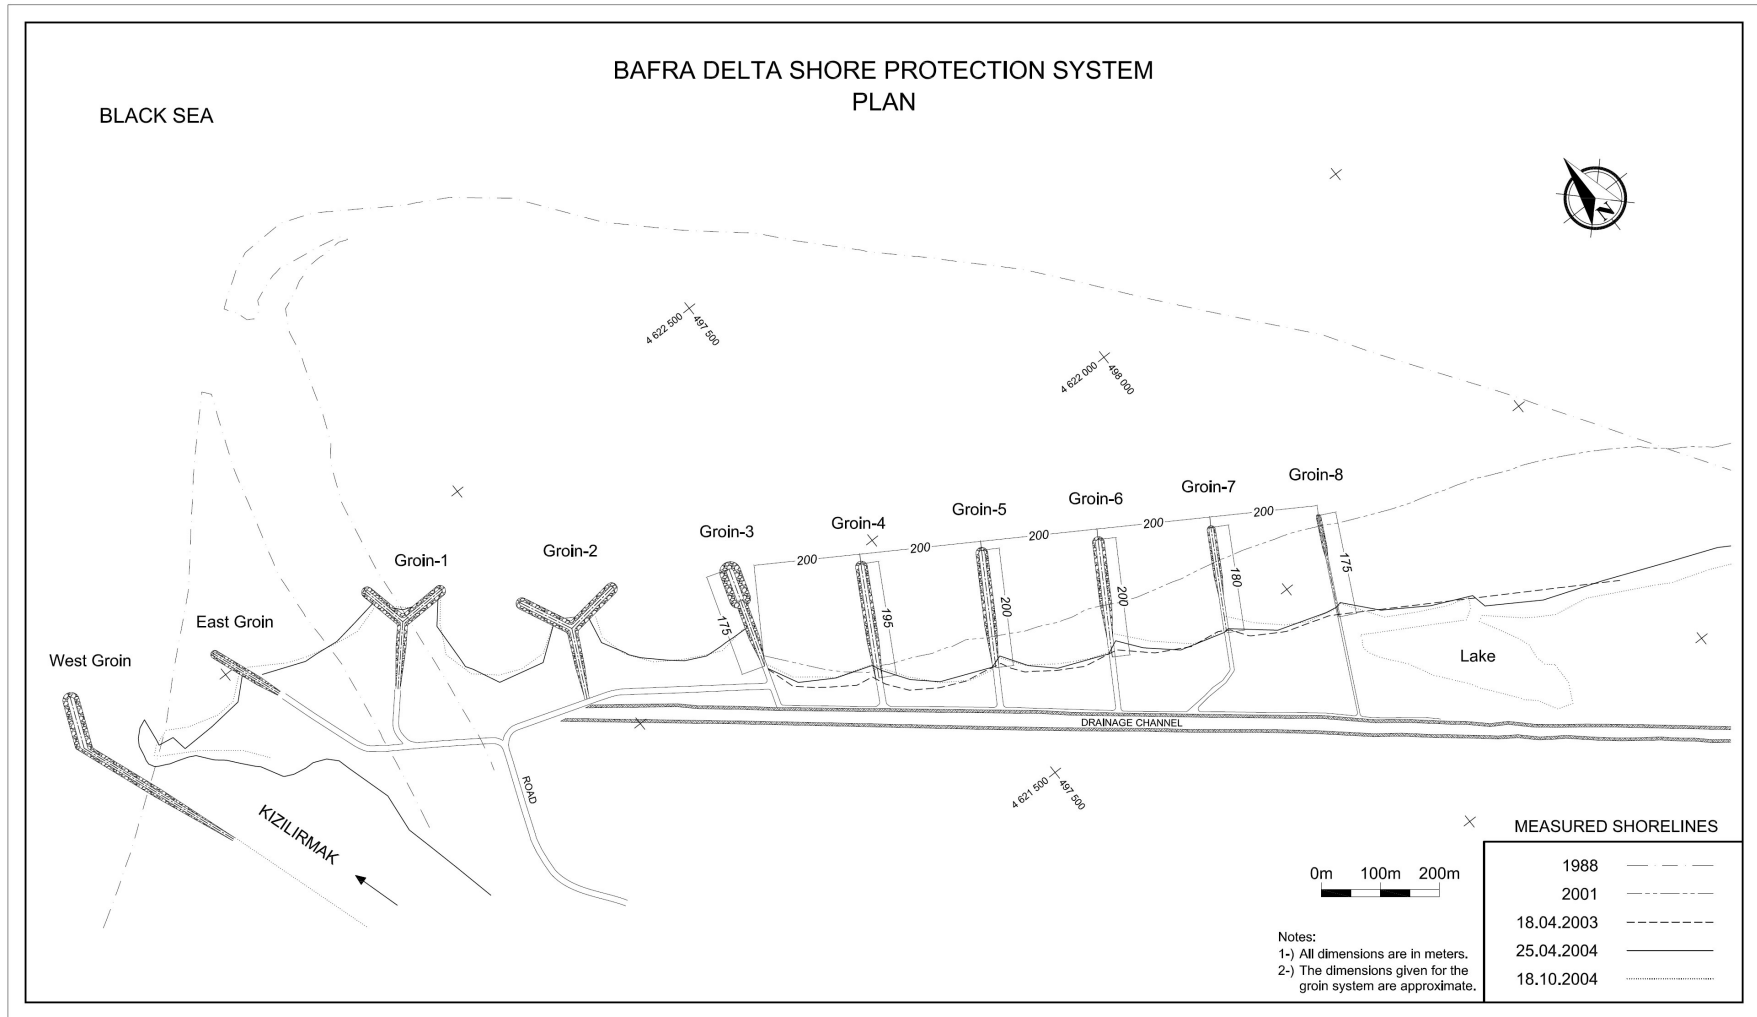 BAFRA DELTA SHORE PROTECTION SYSTEM
PLAN
BLACK SEA
N
4 622 500
497 500
4 622 000
498 000
Groin-8
Groin-7
Groin-6
Groin-5
Groin-4
Groin-3
Groin-2
Groin-1
East Groin
West Groin
200
200
200
200
200
175
195
200
200
180
175
Lake
DRAINAGE CHANNEL
ROAD
KIZILIRMAK
4 621 500
497 500
0m 100m 200m
Notes:
1-) All dimensions are in meters.
2-) The dimensions given for the
groin system are approximate.
MEASURED SHORELINES
1988
2001
18.04.2003
25.04.2004
18.10.2004